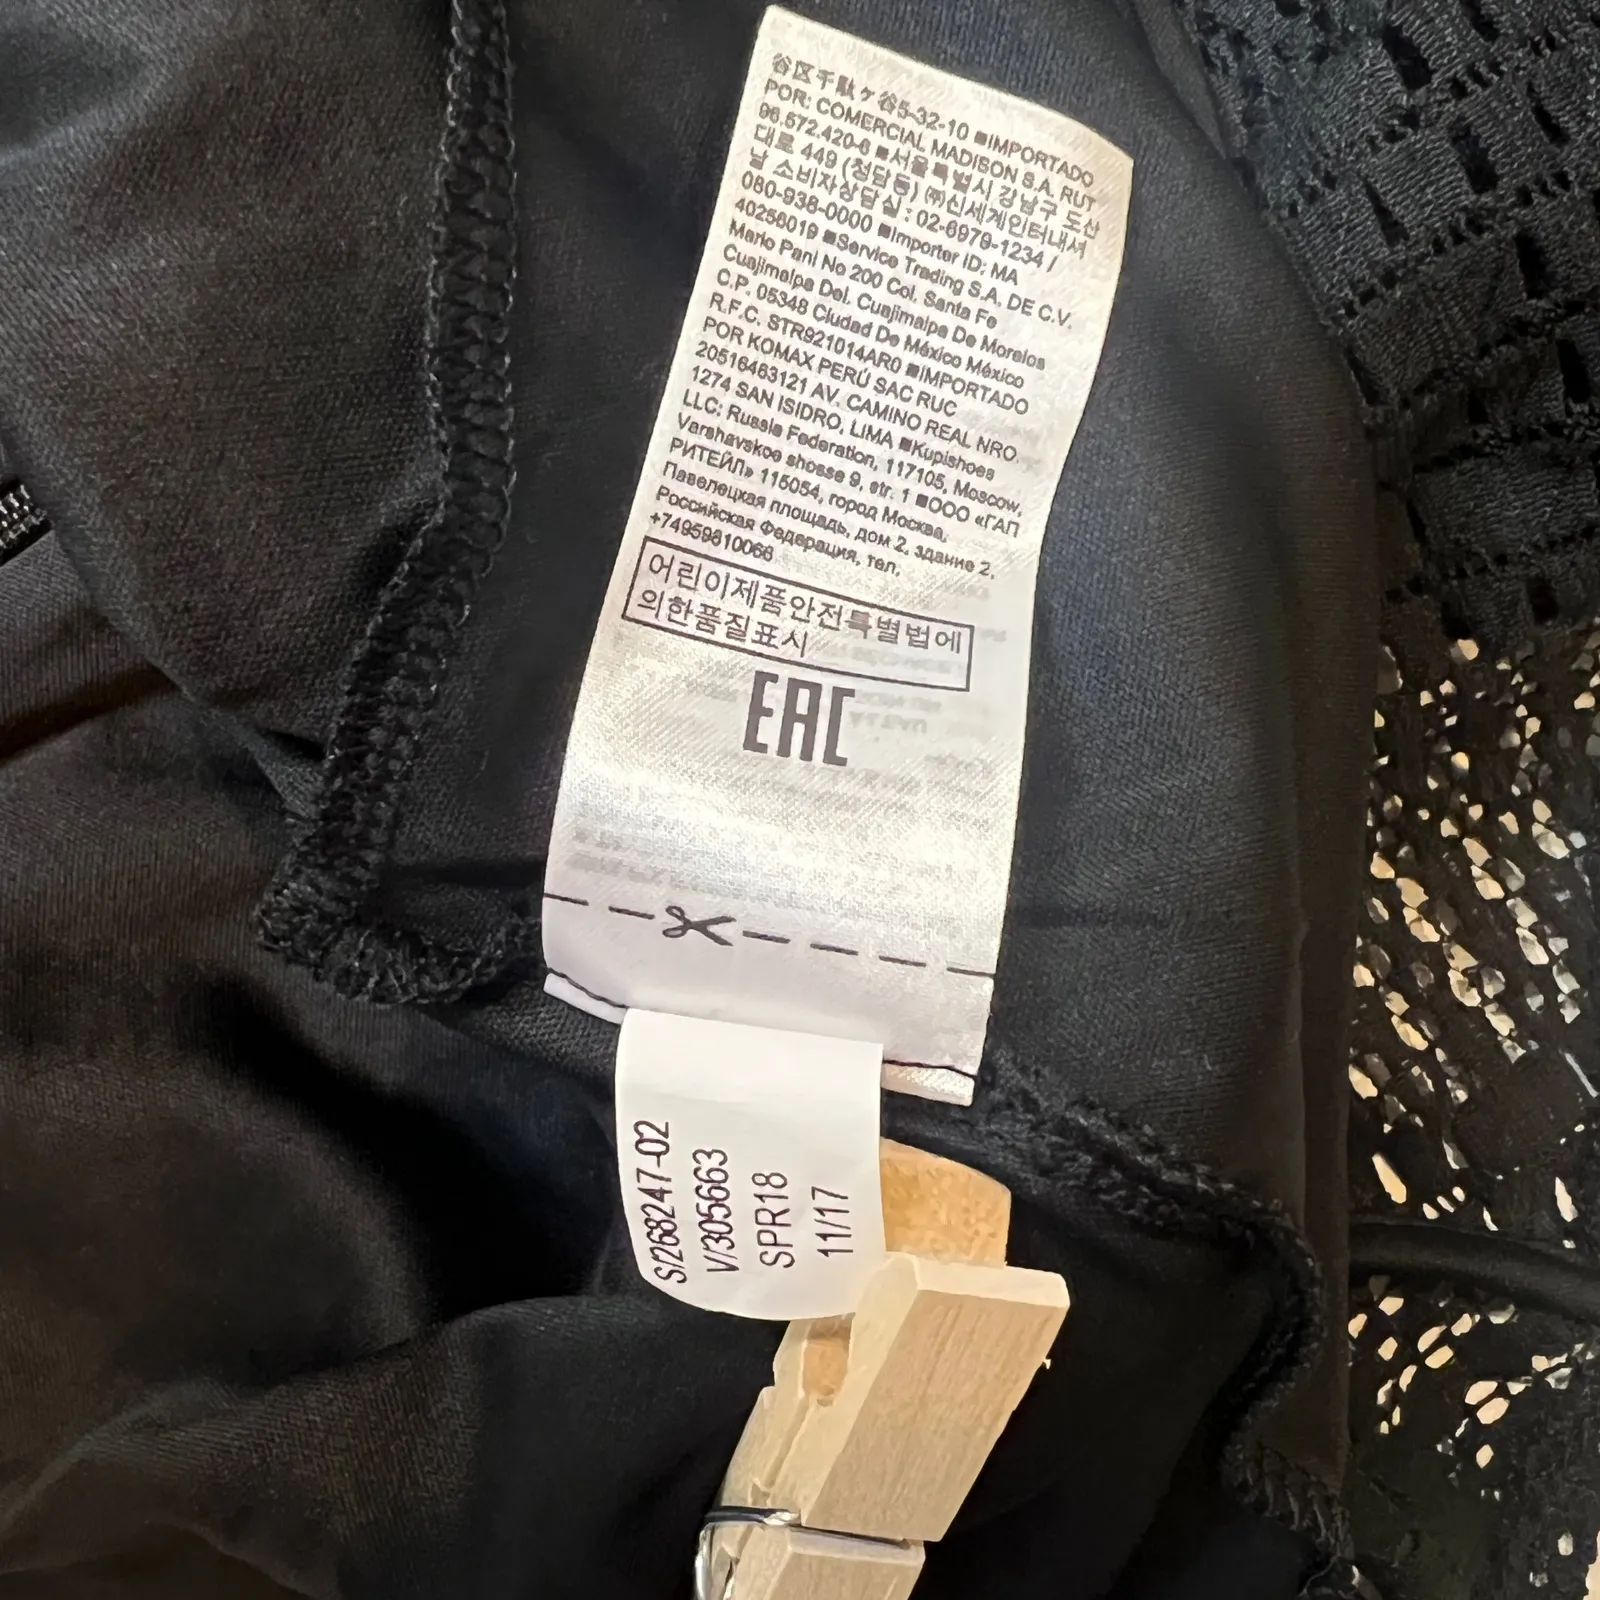 谷区千駄ヶ谷5-32-10 ■IMPORTADO
POR: COMERCIAL MADISON S.A. RUT
96.572.420-6 ■서울특별시 강남구 도산
대로 449 (청담동) ㈜신세계인터내셔
날 소비자상담실 : 02-6979-1234 /
080-938-0000 ■Importer ID: MA
40256019 ■Service Trading S.A. DE C.V.
Mario Pani No 200 Col. Santa Fe
Cuajimalpa Del. Cuajimalpa De Morelos
C.P. 05348 Ciudad De México México
R.F.C. STR921014AR0 ■IMPORTADO
POR KOMAX PERÚ SAC RUC
20516463121 AV. CAMINO REAL NRO.
1274 SAN ISIDRO, LIMA ■Kupishoes
LLC: Russia Federation, 117105, Moscow,
Varshavskoe shosse 9, str. 1 ■ООО «ГАП
РИТЕЙЛ» 115054, город Москва,
Павелецкая площадь, дом 2, здание 2,
Российская Федерация, тел.
+74959810066
어린이제품안전특별법에
의한품질표시
EAC
S/268247-02
V/305663
SPR18
11/17